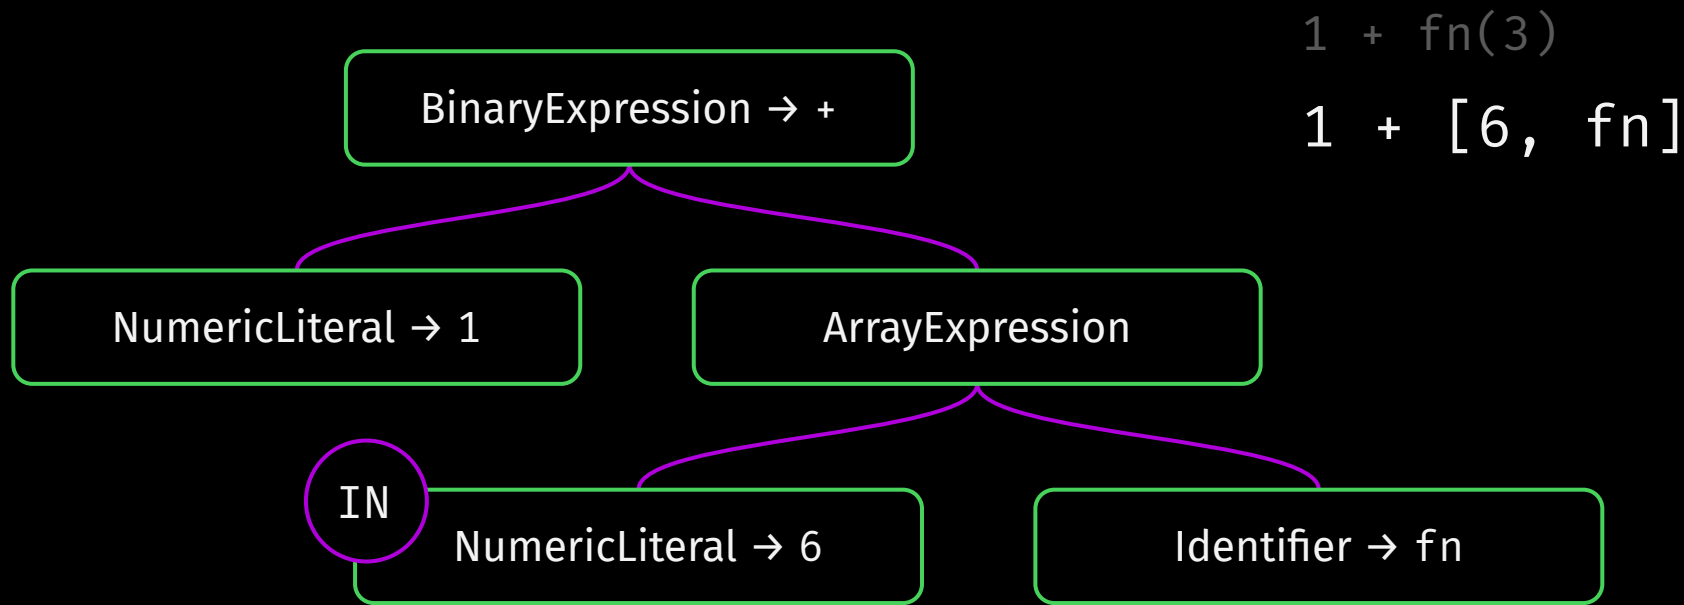 1 + fn(3)
1 + [6, fn]
BinaryExpression → +
NumericLiteral → 1
ArrayExpression
IN
NumericLiteral → 6
Identifier → fn